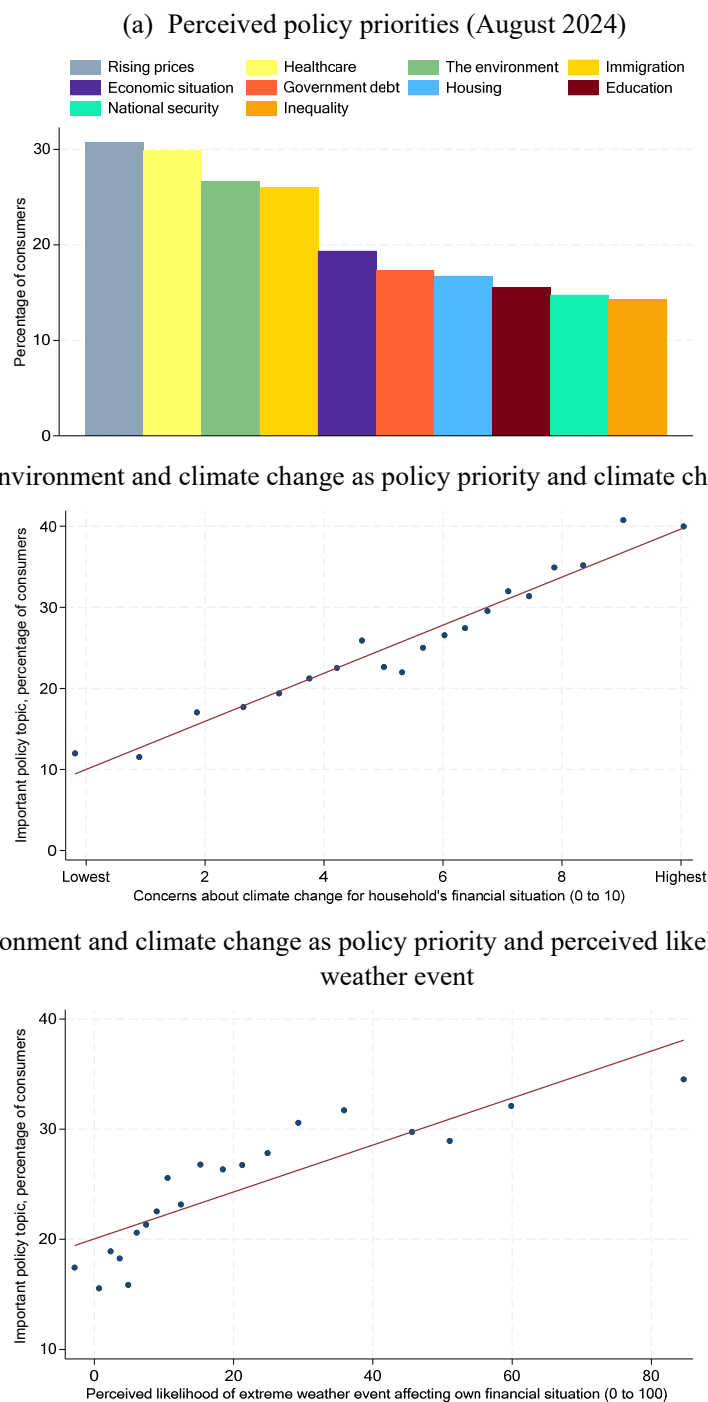 (a) Perceived policy priorities (August 2024)
Rising prices Healthcare The environment Immigration
Economic situation Government debt Housing Education
National security Inequality
Percentage of consumers
30
20
10
0
nvironment and climate change as policy priority and climate ch
Important policy topic, percentage of consumers
40
30
20
10
0
Lowest 2 4 6 8 Highest
Concerns about climate change for household's financial situation (0 to 10)
onment and climate change as policy priority and perceived like
weather event
Important policy topic, percentage of consumers
40
30
20
10
0 20 40 60 80
Perceived likelihood of extreme weather event affecting own financial situation (0 to 100)